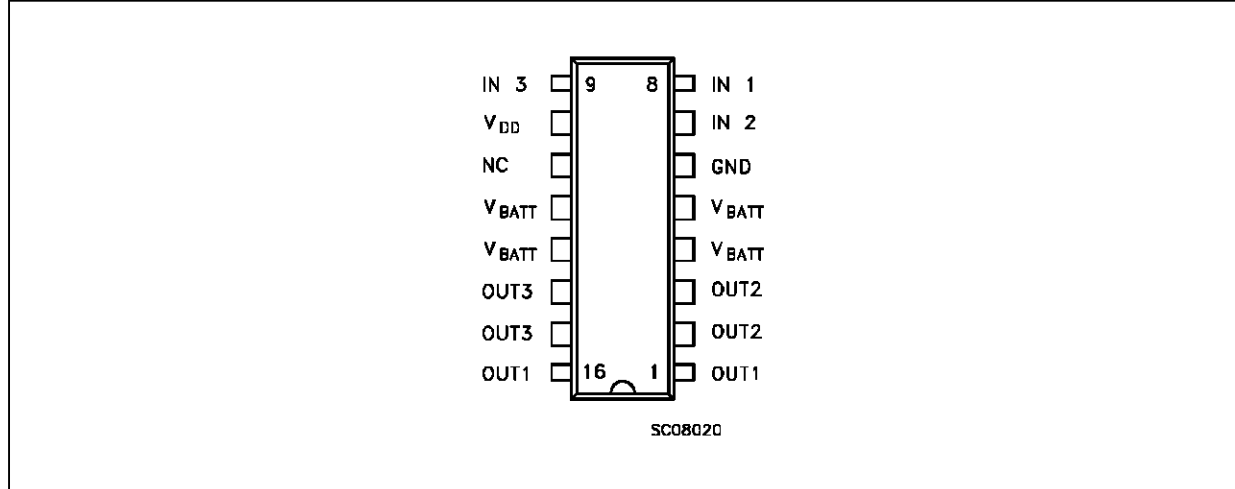 IN 3 9 8 IN 1
VDD IN 2
NC GND
VBATT VBATT
VBATT VBATT
OUT3 OUT2
OUT3 OUT2
OUT1 16 1 OUT1
SC08020